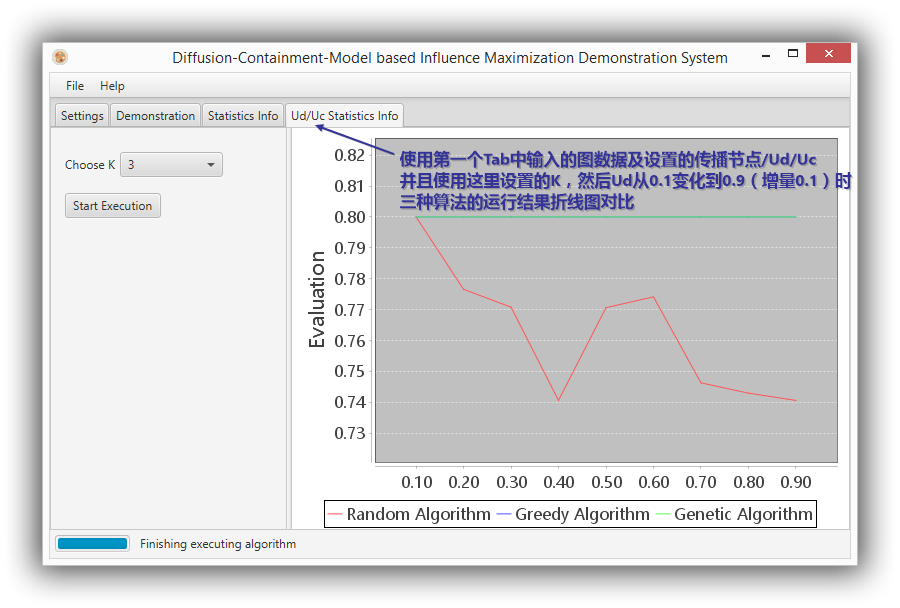 Diffusion-Containment-Model based Influence Maximization Demonstration System
File Help
Settings Demonstration Statistics Info Ud/Uc Statistics Info
Choose K 3
Start Execution
使用第一个Tab中输入的图数据及设置的传播节点/Ud/Uc
并且使用这里设置的K，然后Ud从0.1变化到0.9（增量0.1）时
三种算法的运行结果折线图对比
Evaluation
0.82
0.81
0.80
0.79
0.78
0.77
0.76
0.75
0.74
0.73
0.10 0.20 0.30 0.40 0.50 0.60 0.70 0.80 0.90
Random Algorithm Greedy Algorithm Genetic Algorithm
Finishing executing algorithm